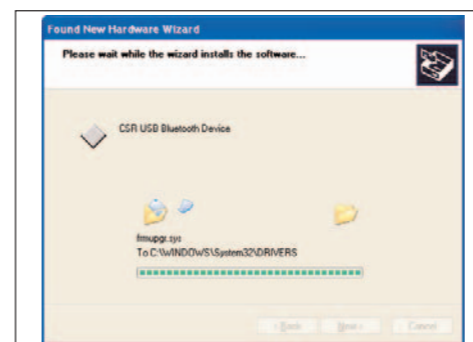 Found New Hardware Wizard
Please wait while the wizard installs the software...
CSR USB Bluetooth Device
frmupgr.sys
To C:\WINDOWS\System32\DRIVERS
< Back Next > Cancel